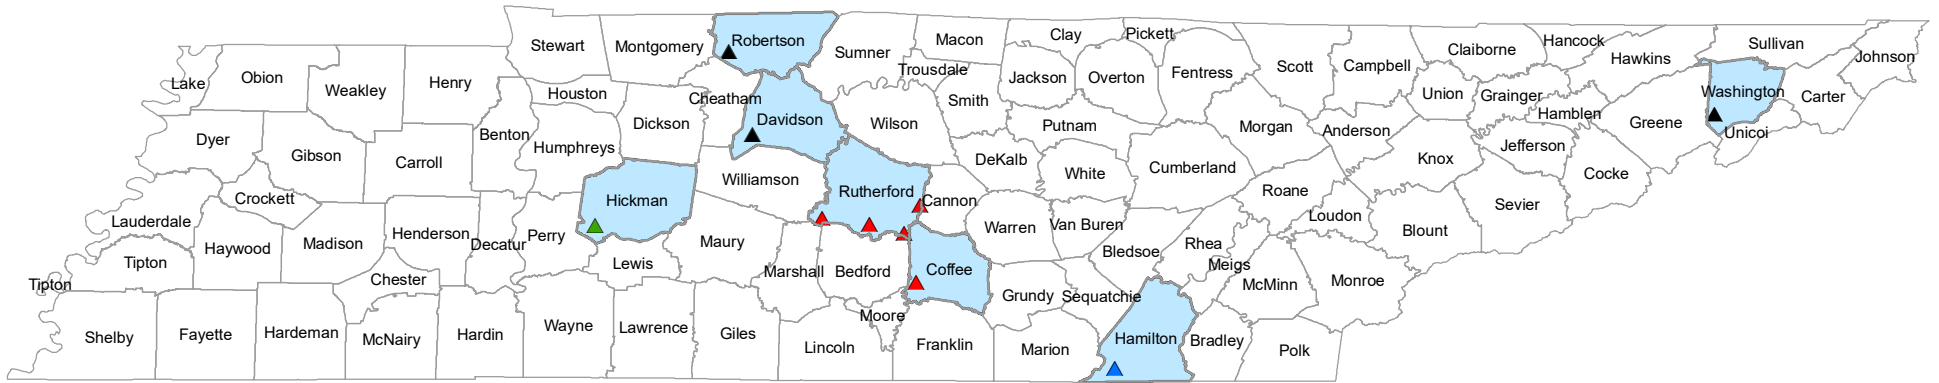 Lake
Obion
Weakley
Henry
Stewart
Montgomery
Robertson
Sumner
Macon
Trousdale
Clay
Pickett
Jackson
Overton
Fentress
Scott
Campbell
Claiborne
Hancock
Hawkins
Sullivan
Johnson
Houston
Cheatham
Dickson
Davidson
Wilson
Smith
Putnam
Morgan
Anderson
Union
Grainger
Hamblen
Greene
Washington
Carter
Unicoi
Dyer
Gibson
Carroll
Benton
Humphreys
Williamson
Rutherford
Cannon
DeKalb
White
Cumberland
Roane
Knox
Jefferson
Cocke
Sevier
Lauderdale
Crockett
Haywood
Madison
Henderson
Decatur
Perry
Hickman
Maury
Lewis
Marshall
Bedford
Coffee
Warren
Van Buren
Bledsoe
Rhea
Meigs
Loudon
Blount
Monroe
McMinn
Tipton
Tipton
Chester
Shelby
Fayette
Hardeman
McNairy
Hardin
Wayne
Lawrence
Giles
Lincoln
Moore
Franklin
Grundy
Sequatchie
Marion
Hamilton
Bradley
Polk